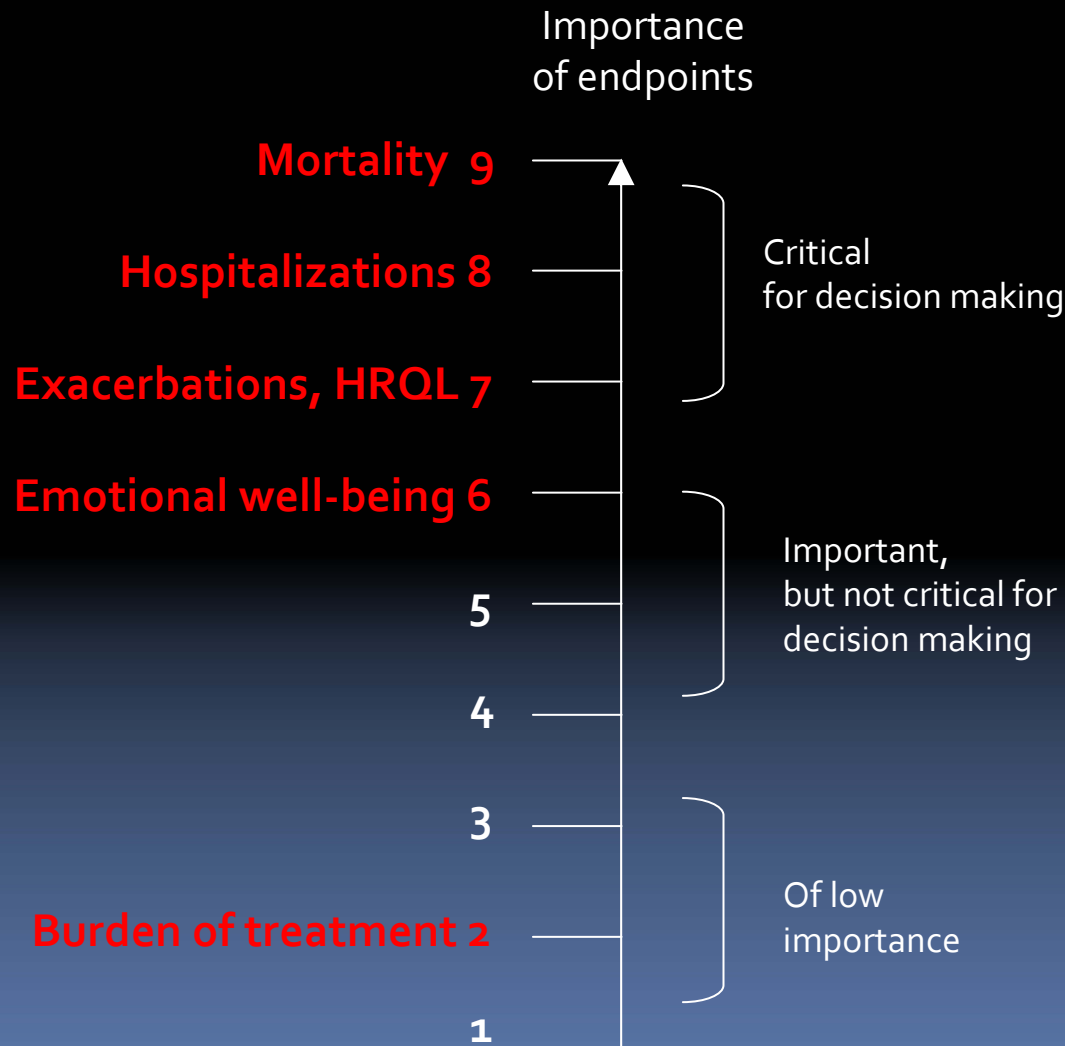 Importance
of endpoints
Mortality 9
Hospitalizations 8
Critical
for decision making
Exacerbations, HRQL 7
Emotional well-being 6
Important,
but not critical for
decision making
5
4
3
Of low
importance
Burden of treatment 2
1